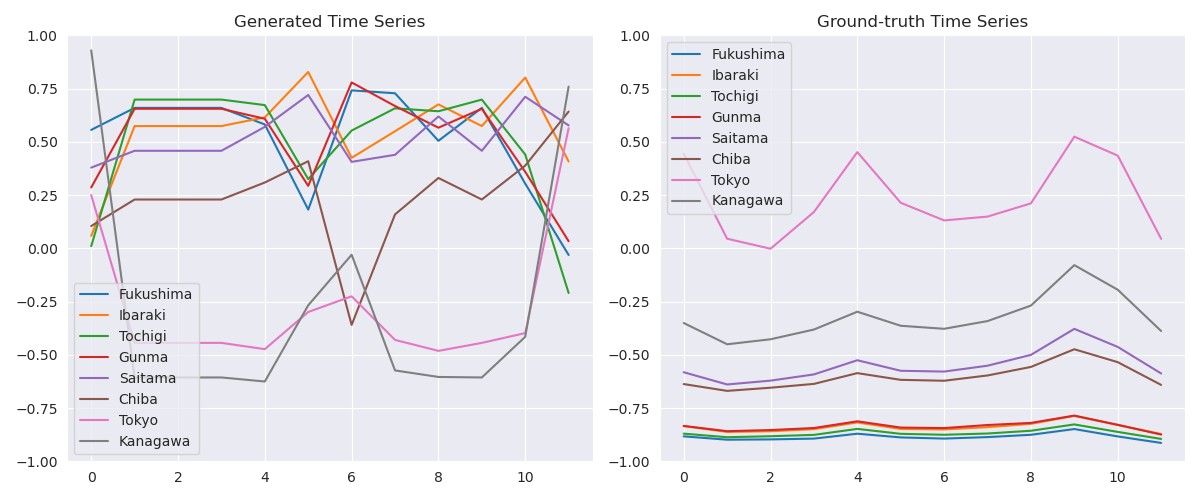 Generated Time Series
1.00
0.75
0.50
0.25
0.00
−0.25
−0.50
−0.75
−1.00
0 2 4 6 8 10
Fukushima
Ibaraki
Tochigi
Gunma
Saitama
Chiba
Tokyo
Kanagawa
Ground-truth Time Series
1.00
0.75
0.50
0.25
0.00
−0.25
−0.50
−0.75
−1.00
0 2 4 6 8 10
Fukushima
Ibaraki
Tochigi
Gunma
Saitama
Chiba
Tokyo
Kanagawa